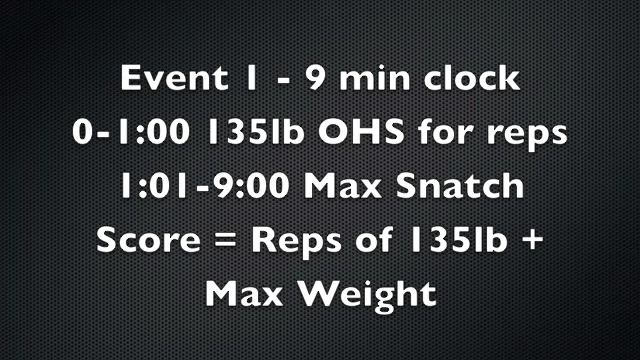 Event 1 - 9 min clock
0-1:00 135lb OHS for reps
1:01-9:00 Max Snatch
Score = Reps of 135lb +
Max Weight